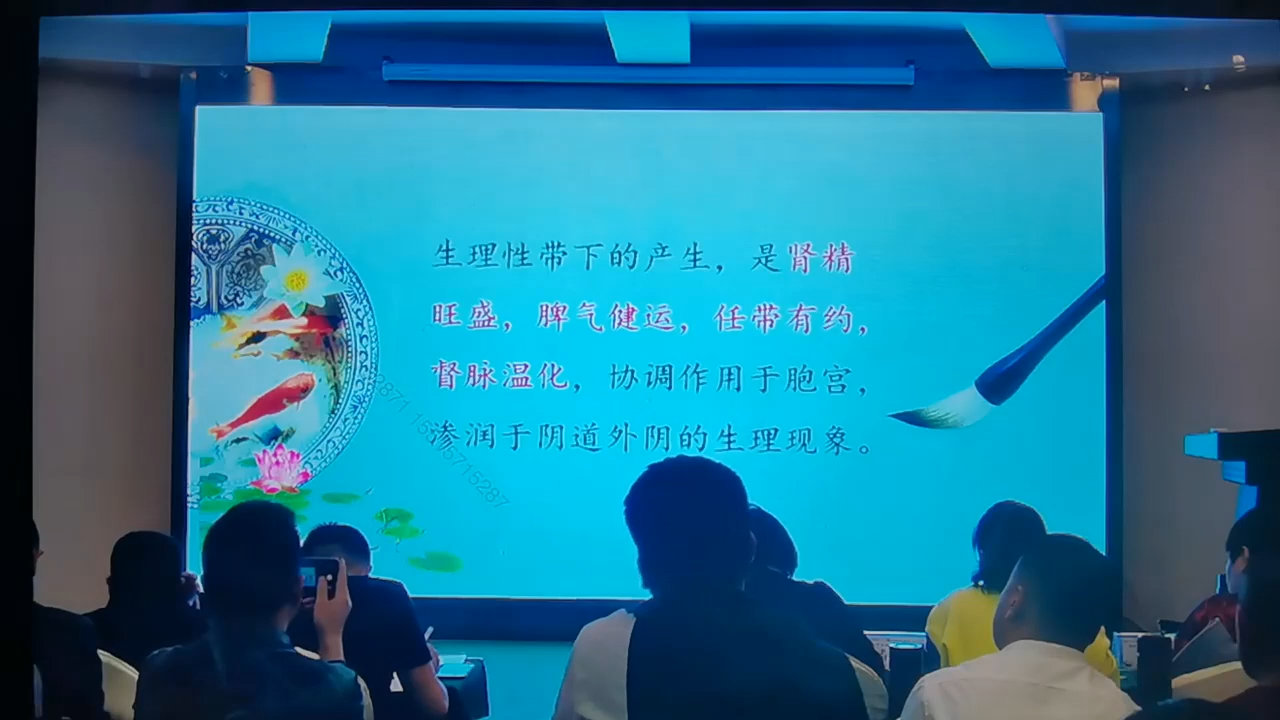 生理性带下的产生，是肾精
旺盛，脾气健运，任带有约，
督脉温化，协调作用于胞宫，
渗润于阴道外阴的生理现象。